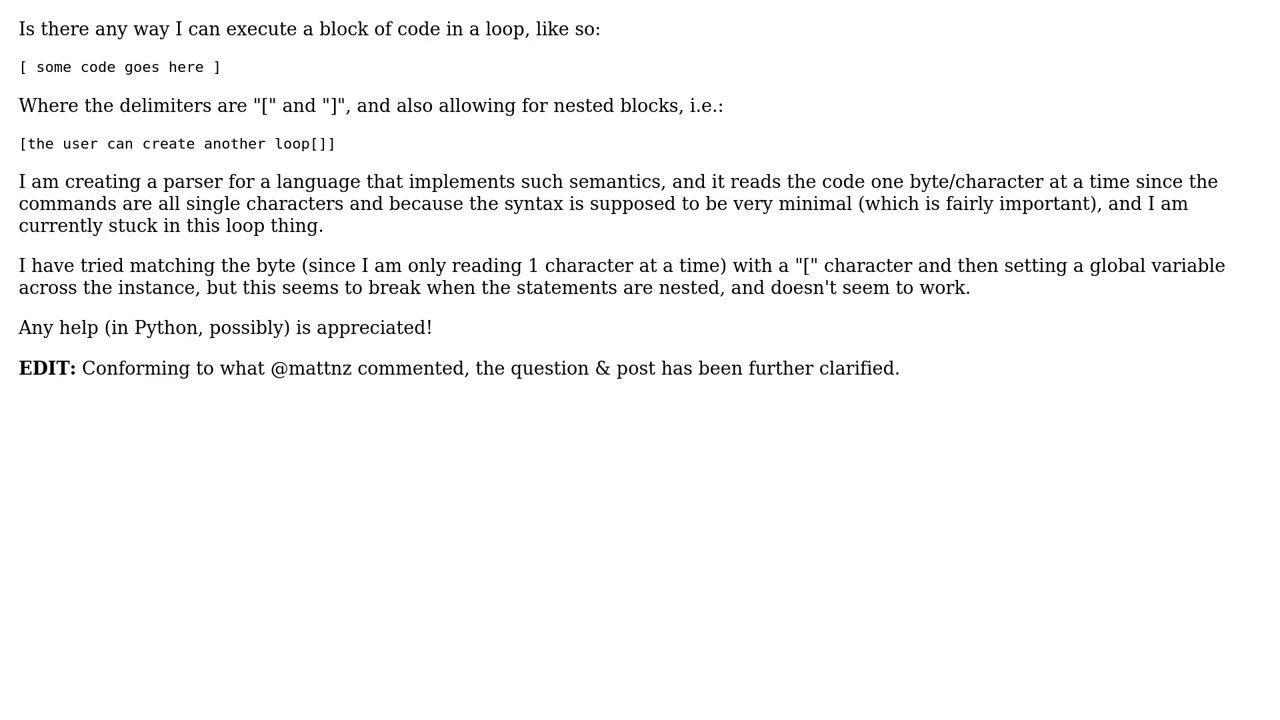 Is there any way I can execute a block of code in a loop, like so:
[ some code goes here ]
Where the delimiters are "[" and "]", and also allowing for nested blocks, i.e.:
[the user can create another loop[]]
I am creating a parser for a language that implements such semantics, and it reads the code one byte/character at a time since the
commands are all single characters and because the syntax is supposed to be very minimal (which is fairly important), and I am
currently stuck in this loop thing.
I have tried matching the byte (since I am only reading 1 character at a time) with a "[" character and then setting a global variable
across the instance, but this seems to break when the statements are nested, and doesn't seem to work.
Any help (in Python, possibly) is appreciated!
EDIT: Conforming to what @mattnz commented, the question & post has been further clarified.